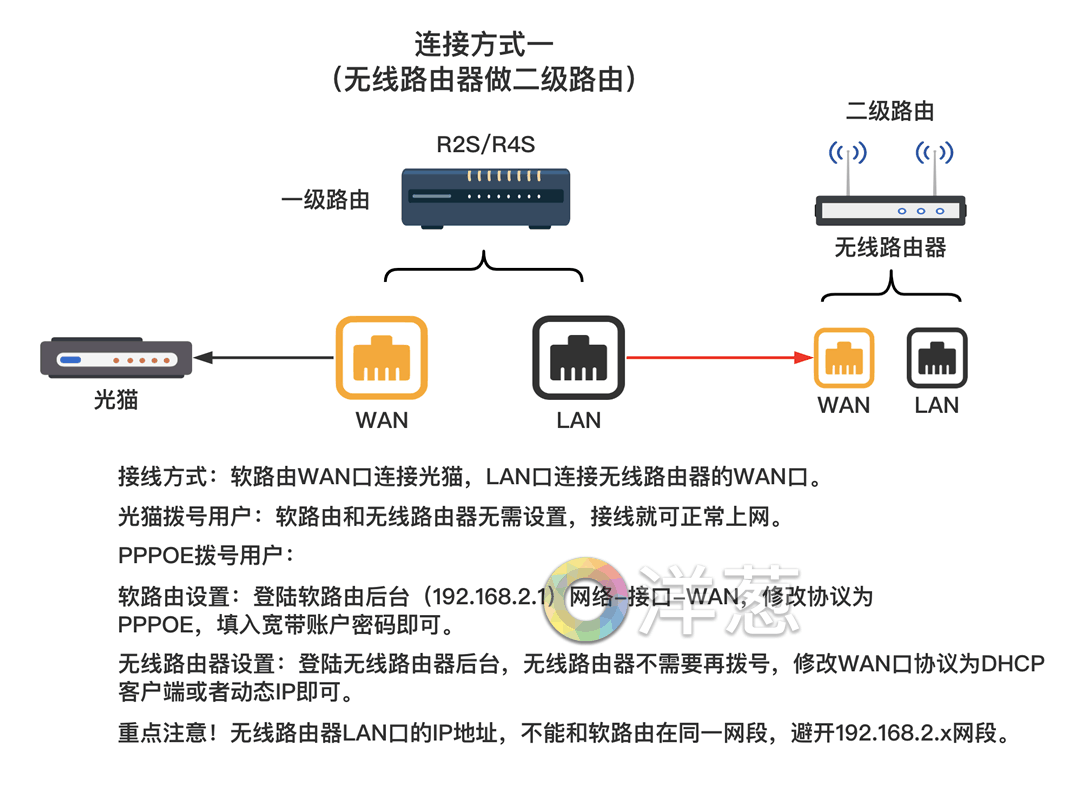 连接方式一
（无线路由器做二级路由）
二级路由
R2S/R4S
一级路由
无线路由器
光猫
WAN
LAN
WAN
LAN
接线方式：软路由WAN口连接光猫，LAN口连接无线路由器的WAN口。
光猫拨号用户：软路由和无线路由器无需设置，接线就可正常上网。
PPPOE拨号用户：
洋葱
软路由设置：登陆软路由后台（192.168.2.1）网络-接口-WAN，修改协议为
PPPOE，填入宽带账户密码即可。
无线路由器设置：登陆无线路由器后台，无线路由器不需要再拨号，修改WAN口协议为DHCP
客户端或者动态IP即可。
重点注意！无线路由器LAN口的IP地址，不能和软路由在同一网段，避开192.168.2.x网段。